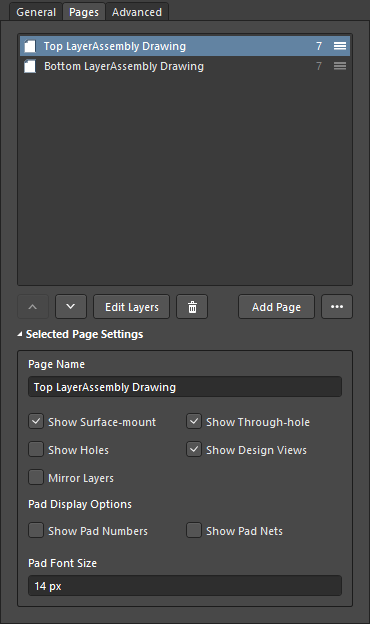 General Pages Advanced
Top LayerAssembly Drawing 7
Bottom LayerAssembly Drawing 7
Edit Layers Add Page
Selected Page Settings
Page Name
Top LayerAssembly Drawing
Show Surface-mount Show Through-hole
Show Holes Show Design Views
Mirror Layers
Pad Display Options
Show Pad Numbers Show Pad Nets
Pad Font Size
14 px